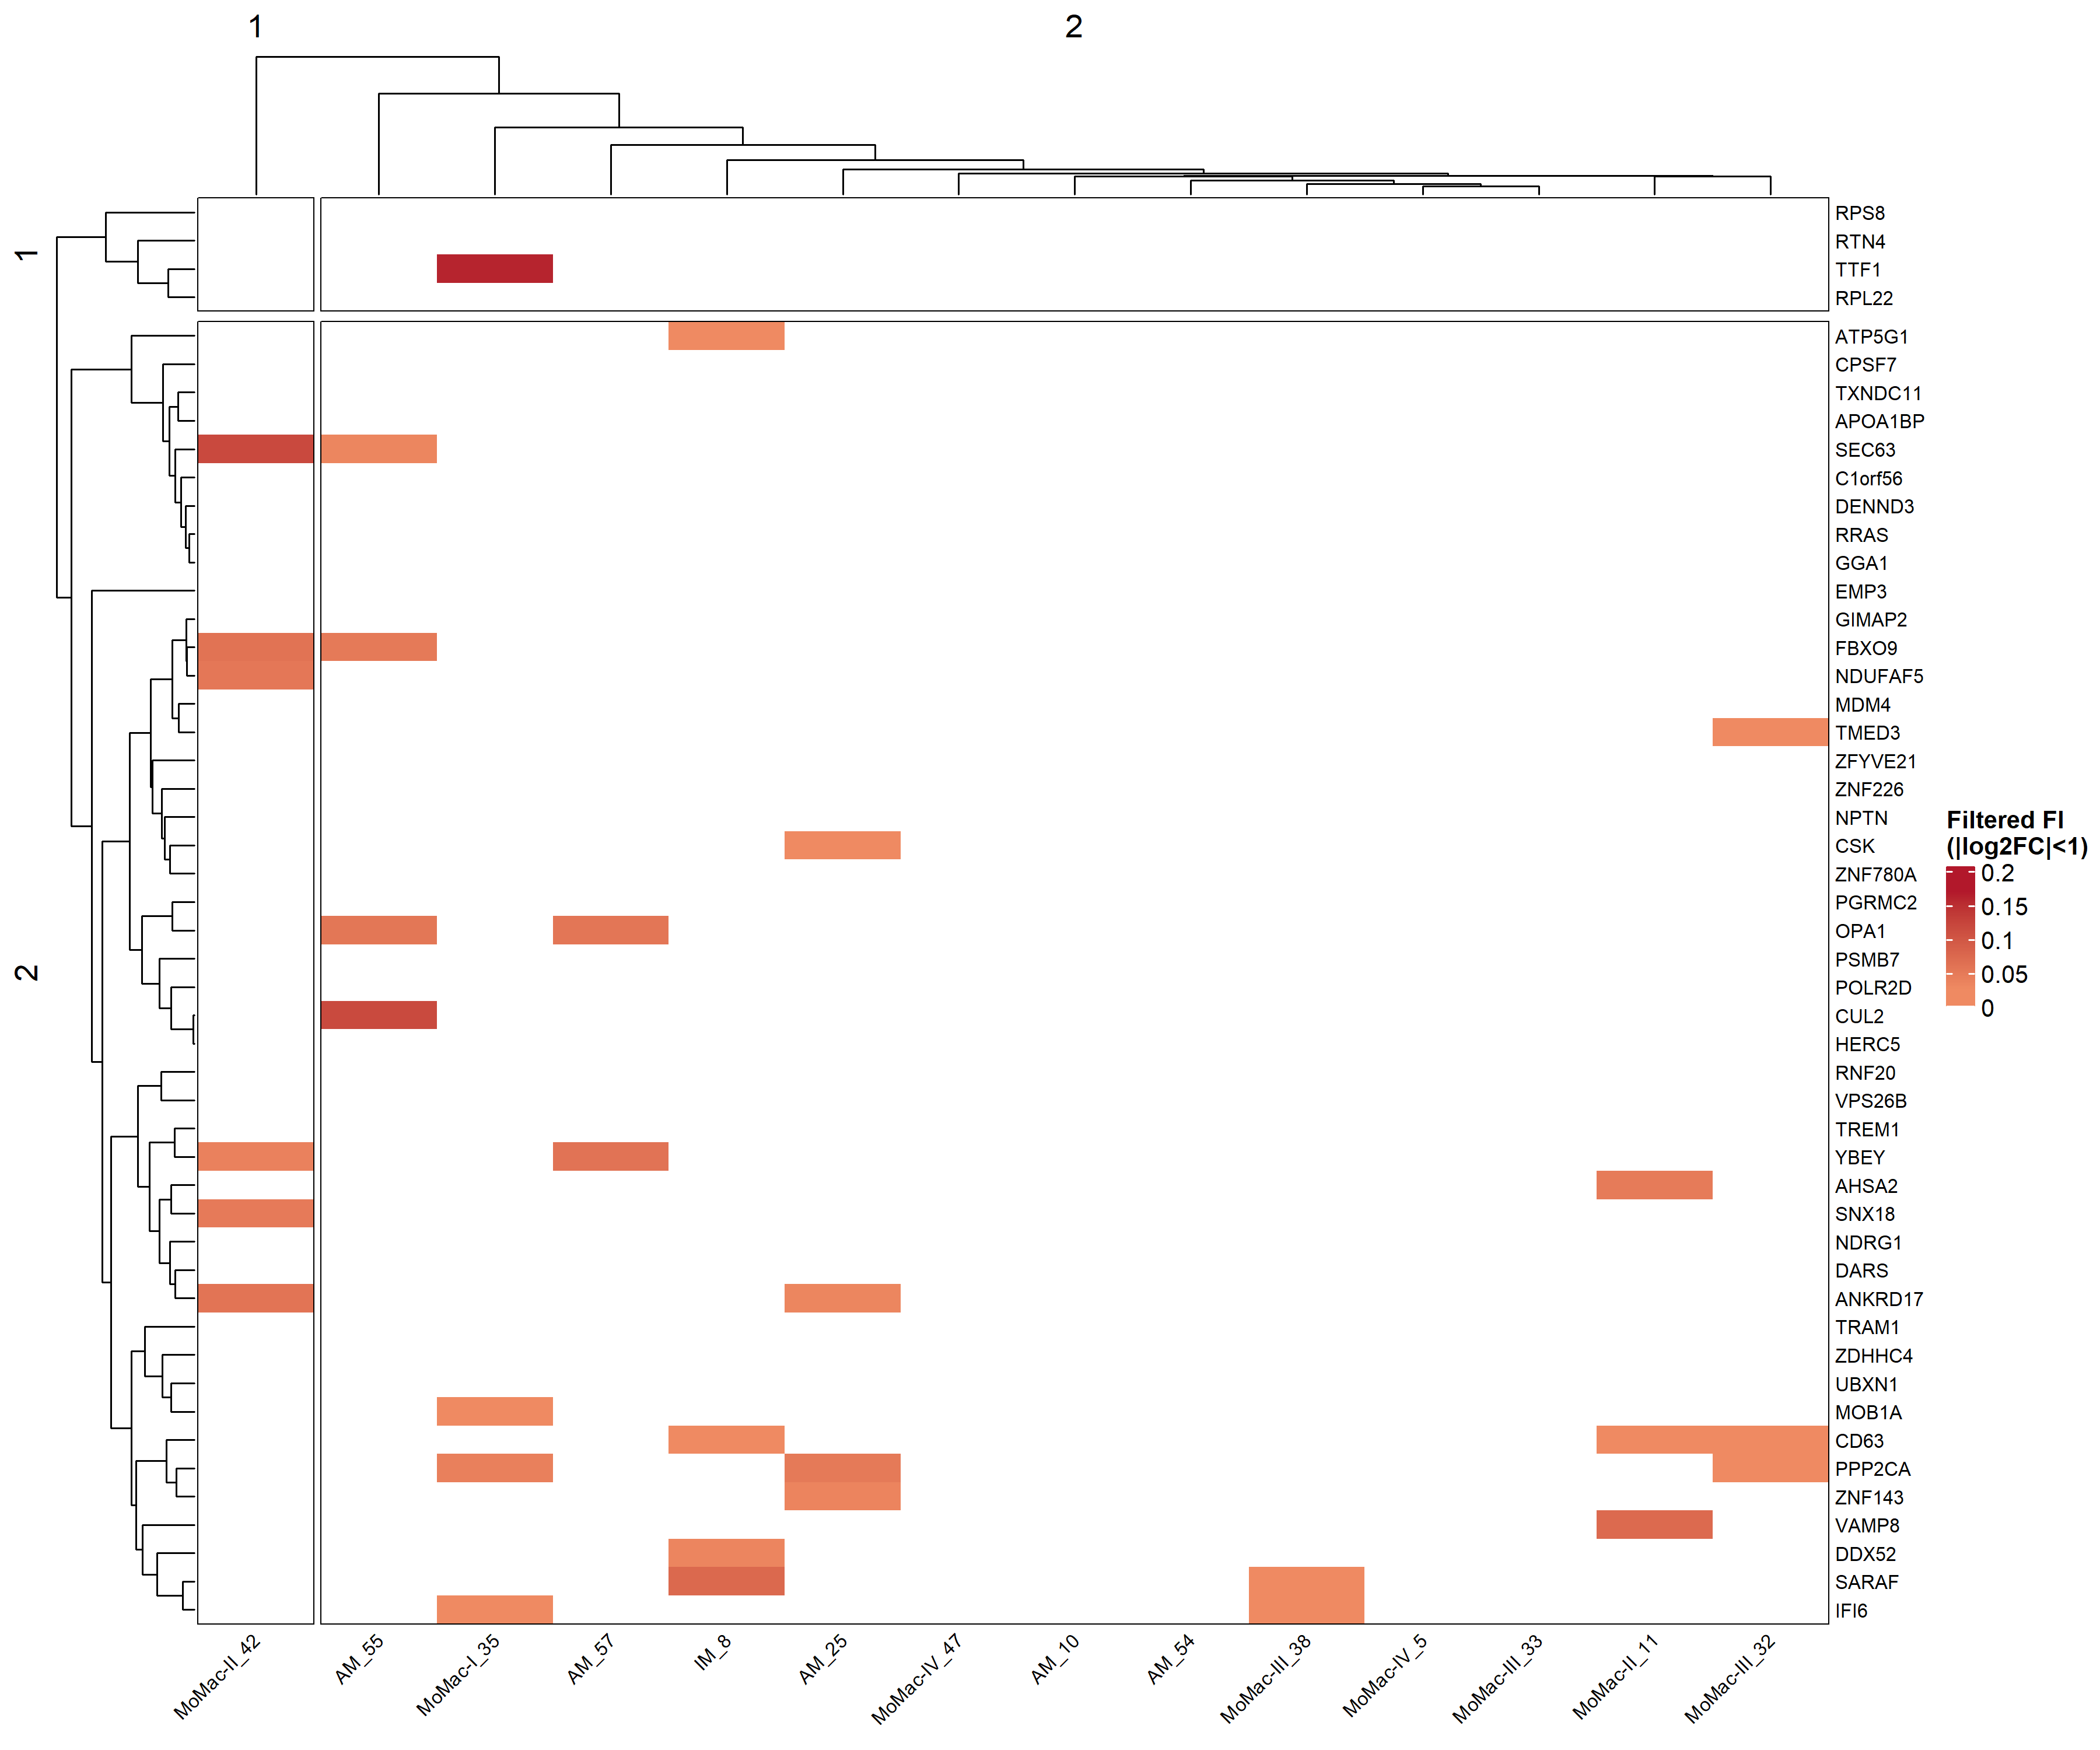 1
2
1
2
RPS8
RTN4
TTF1
RPL22
ATP5G1
CPSF7
TXNDC11
APOA1BP
SEC63
C1orf56
DENND3
RRAS
GGA1
EMP3
GIMAP2
FBXO9
NDUFAF5
MDM4
TMED3
ZFYVE21
ZNF226
NPTN
CSK
ZNF780A
PGRMC2
OPA1
PSMB7
POLR2D
CUL2
HERC5
RNF20
VPS26B
TREM1
YBEY
AHSA2
SNX18
NDRG1
DARS
ANKRD17
TRAM1
ZDHHC4
UBXN1
MOB1A
CD63
PPP2CA
ZNF143
VAMP8
DDX52
SARAF
IFI6
Filtered FI
(|log2FC|<1)
0.2
0.15
0.1
0.05
0
MoMac-II_42
AM_55
MoMac-I_35
AM_57
IM_8
AM_25
MoMac-IV_47
AM_10
AM_54
MoMac-III_38
MoMac-IV_5
MoMac-III_33
MoMac-II_11
MoMac-III_32